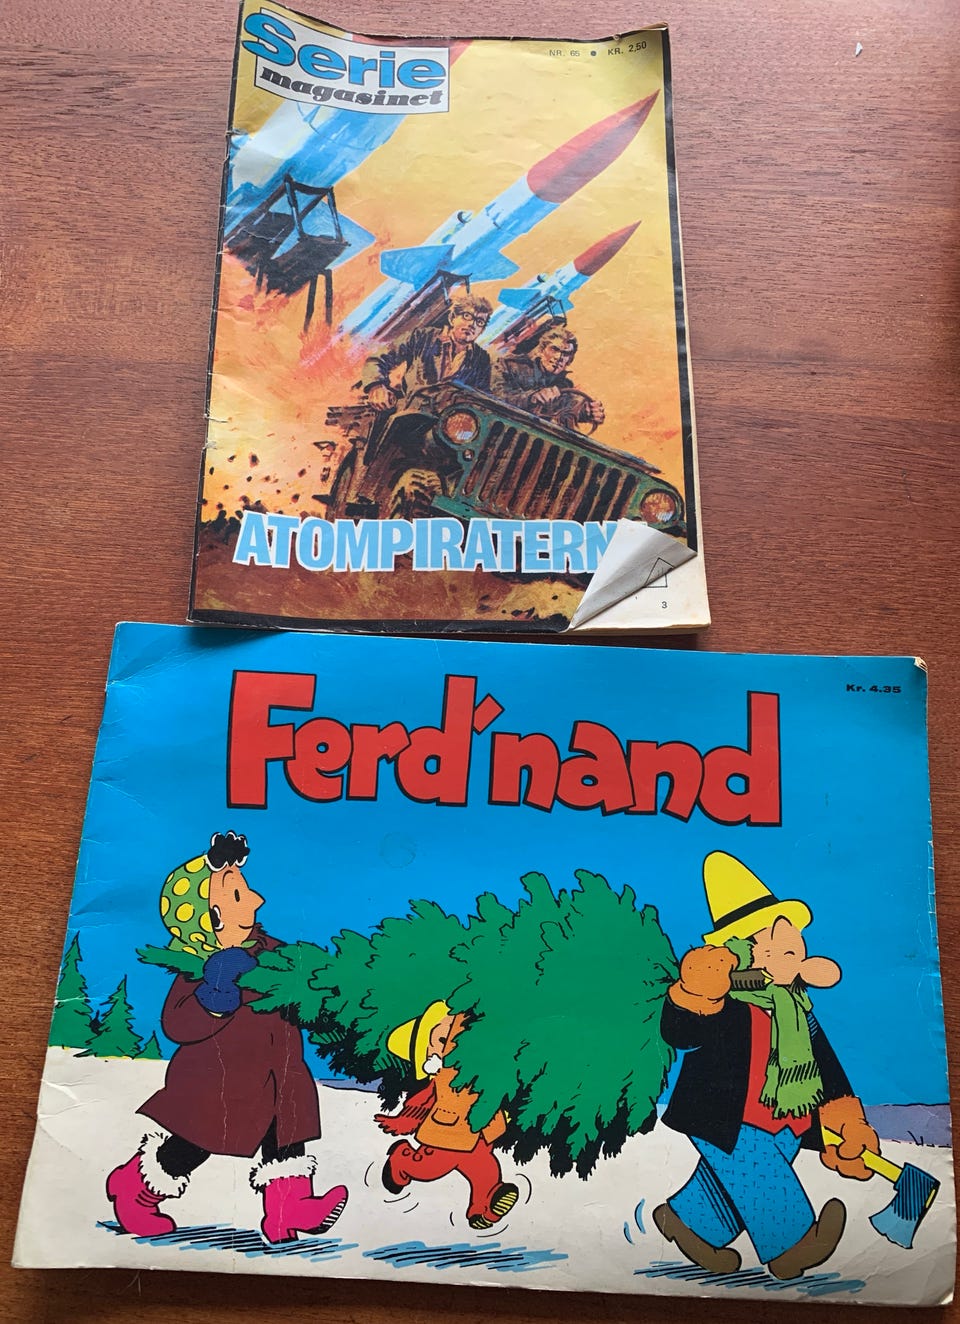 Serie
magasinet
NR. 65 ● KR. 2,50
ATOMPIRATERN
3
Kr. 4.35
Ferd'nand